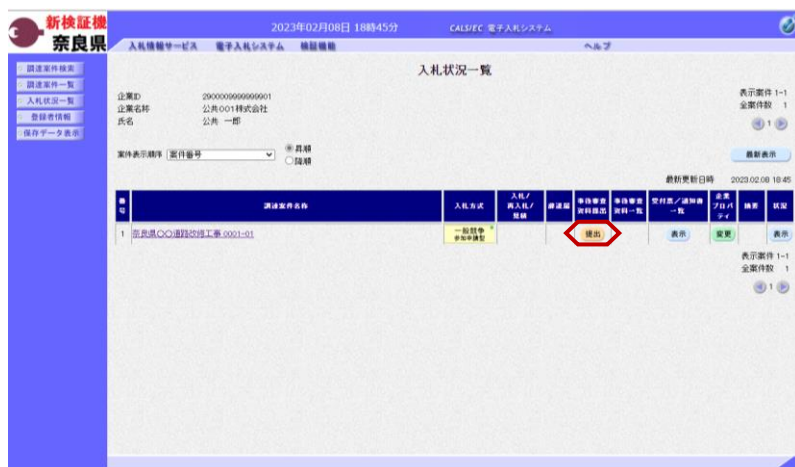 新検証機
奈良県
2023年02月08日 18時45分
CALS/EC 電子入札システム
入札情報サービス 電子入札システム 検証機能 ヘルプ
調達案件検索
調達案件一覧
入札状況一覧
登録者情報
保存データ表示
入札状況一覧
企業ID 2900009999999901
企業名称 公共001株式会社
氏名 公共 一郎
表示案件 1-1
全案件数 1
1
案件表示順序 案件番号
昇順
降順
最新表示
最新更新日時 2023.02.08 18:45
番号 調達案件名称 入札方式 入札/再入札/見積 辞退届 事後審査資料提出 事後審査資料一覧 受付票/通知書一覧 企業プロパティ 摘要 状況
1 奈良県〇〇道路改修工事 0021-01 一般競争 参加申請型 提出 表示 変更 表示
表示案件 1-1
全案件数 1
1